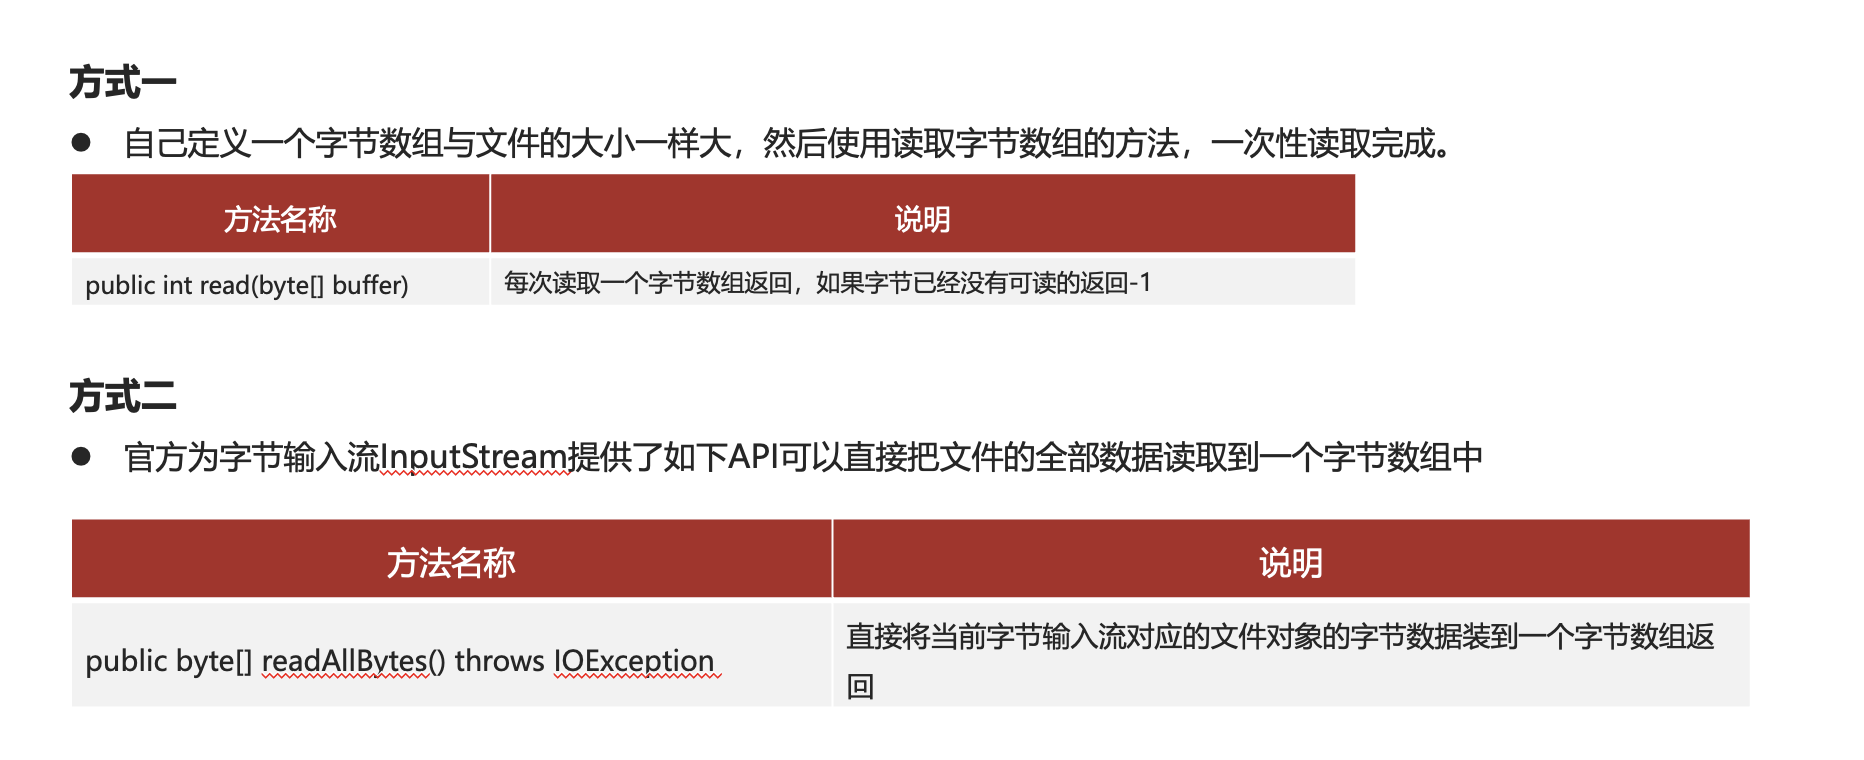 方式一
● 自己定义一个字节数组与文件的大小一样大，然后使用读取字节数组的方法，一次性读取完成。
方法名称 说明
public int read(byte[] buffer) 每次读取一个字节数组返回，如果字节已经没有可读的返回-1
方式二
● 官方为字节输入流InputStream提供了如下API可以直接把文件的全部数据读取到一个字节数组中
方法名称 说明
public byte[] readAllBytes() throws IOException 直接将当前字节输入流对应的文件对象的字节数据装到一个字节数组返
回